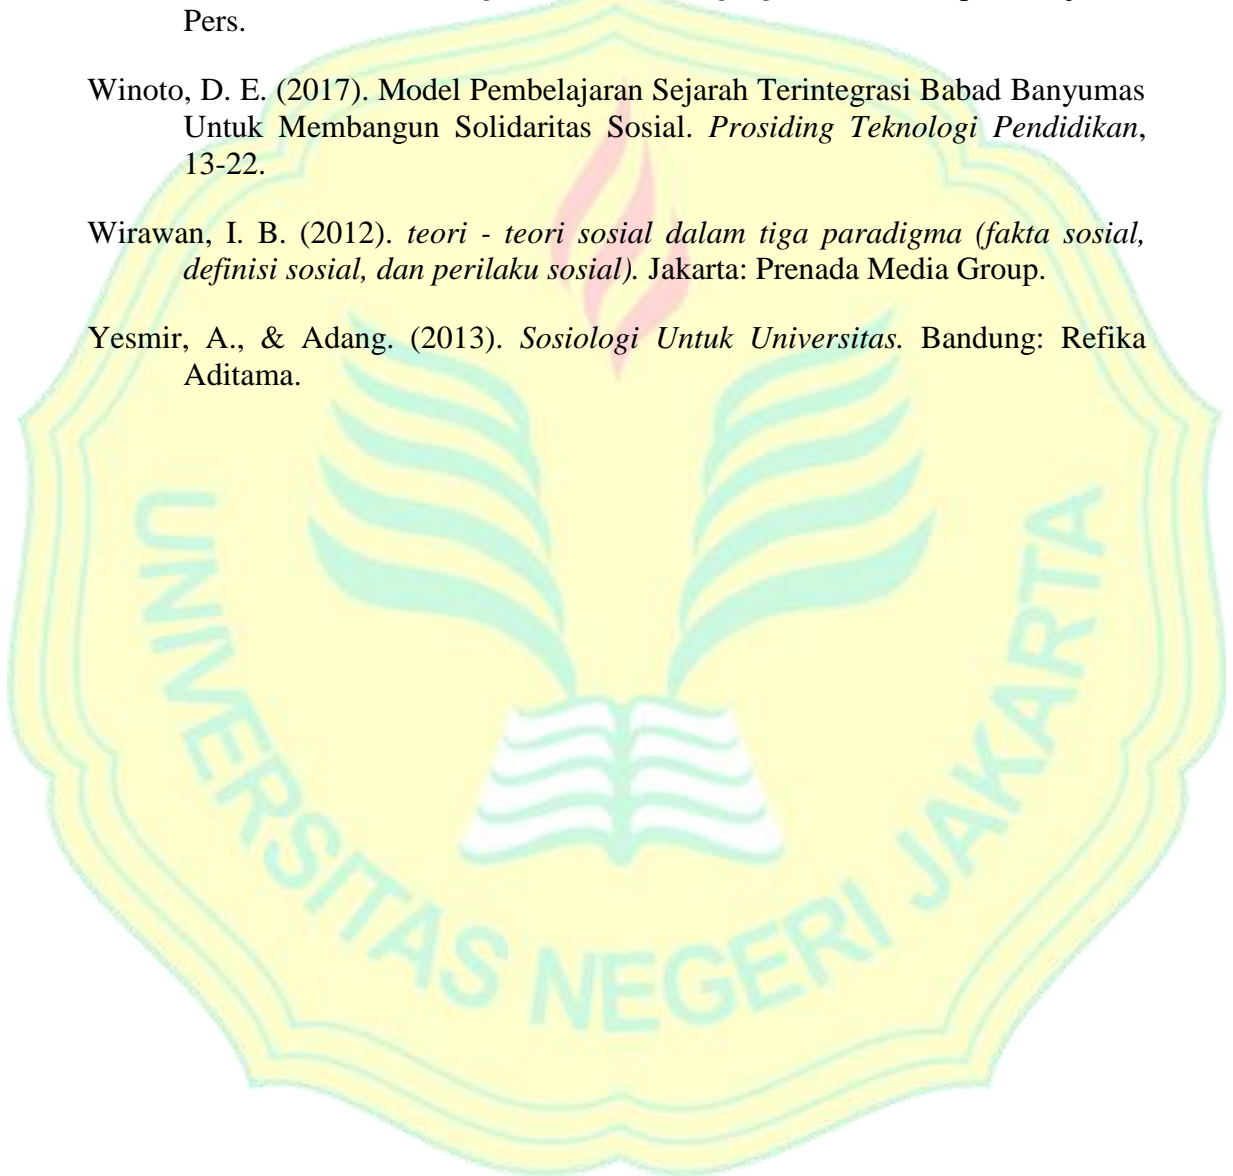 Pers.
Winoto, D. E. (2017). Model Pembelajaran Sejarah Terintegrasi Babad Banyumas
Untuk Membangun Solidaritas Sosial. Prosiding Teknologi Pendidikan,
13-22.
Wirawan, I. B. (2012). teori - teori sosial dalam tiga paradigma (fakta sosial,
definisi sosial, dan perilaku sosial). Jakarta: Prenada Media Group.
Yesmir, A., & Adang. (2013). Sosiologi Untuk Universitas. Bandung: Refika
Aditama.
UNIVERSITAS NEGERI JAKARTA